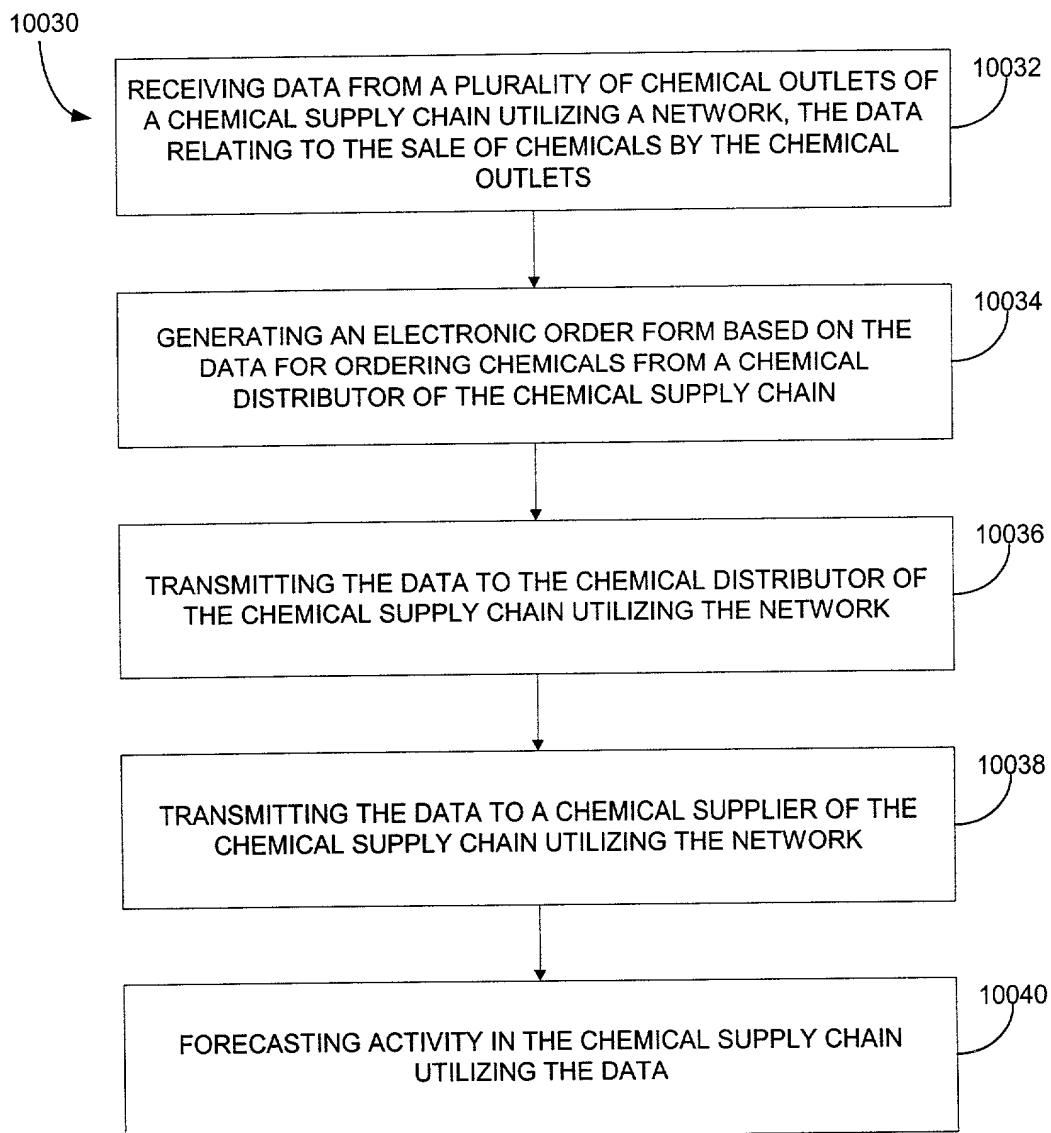 10030
10032
RECEIVING DATA FROM A PLURALITY OF CHEMICAL OUTLETS OF
A CHEMICAL SUPPLY CHAIN UTILIZING A NETWORK, THE DATA
RELATING TO THE SALE OF CHEMICALS BY THE CHEMICAL
OUTLETS
10034
GENERATING AN ELECTRONIC ORDER FORM BASED ON THE
DATA FOR ORDERING CHEMICALS FROM A CHEMICAL
DISTRIBUTOR OF THE CHEMICAL SUPPLY CHAIN
10036
TRANSMITTING THE DATA TO THE CHEMICAL DISTRIBUTOR OF
THE CHEMICAL SUPPLY CHAIN UTILIZING THE NETWORK
10038
TRANSMITTING THE DATA TO A CHEMICAL SUPPLIER OF THE
CHEMICAL SUPPLY CHAIN UTILIZING THE NETWORK
10040
FORECASTING ACTIVITY IN THE CHEMICAL SUPPLY CHAIN
UTILIZING THE DATA